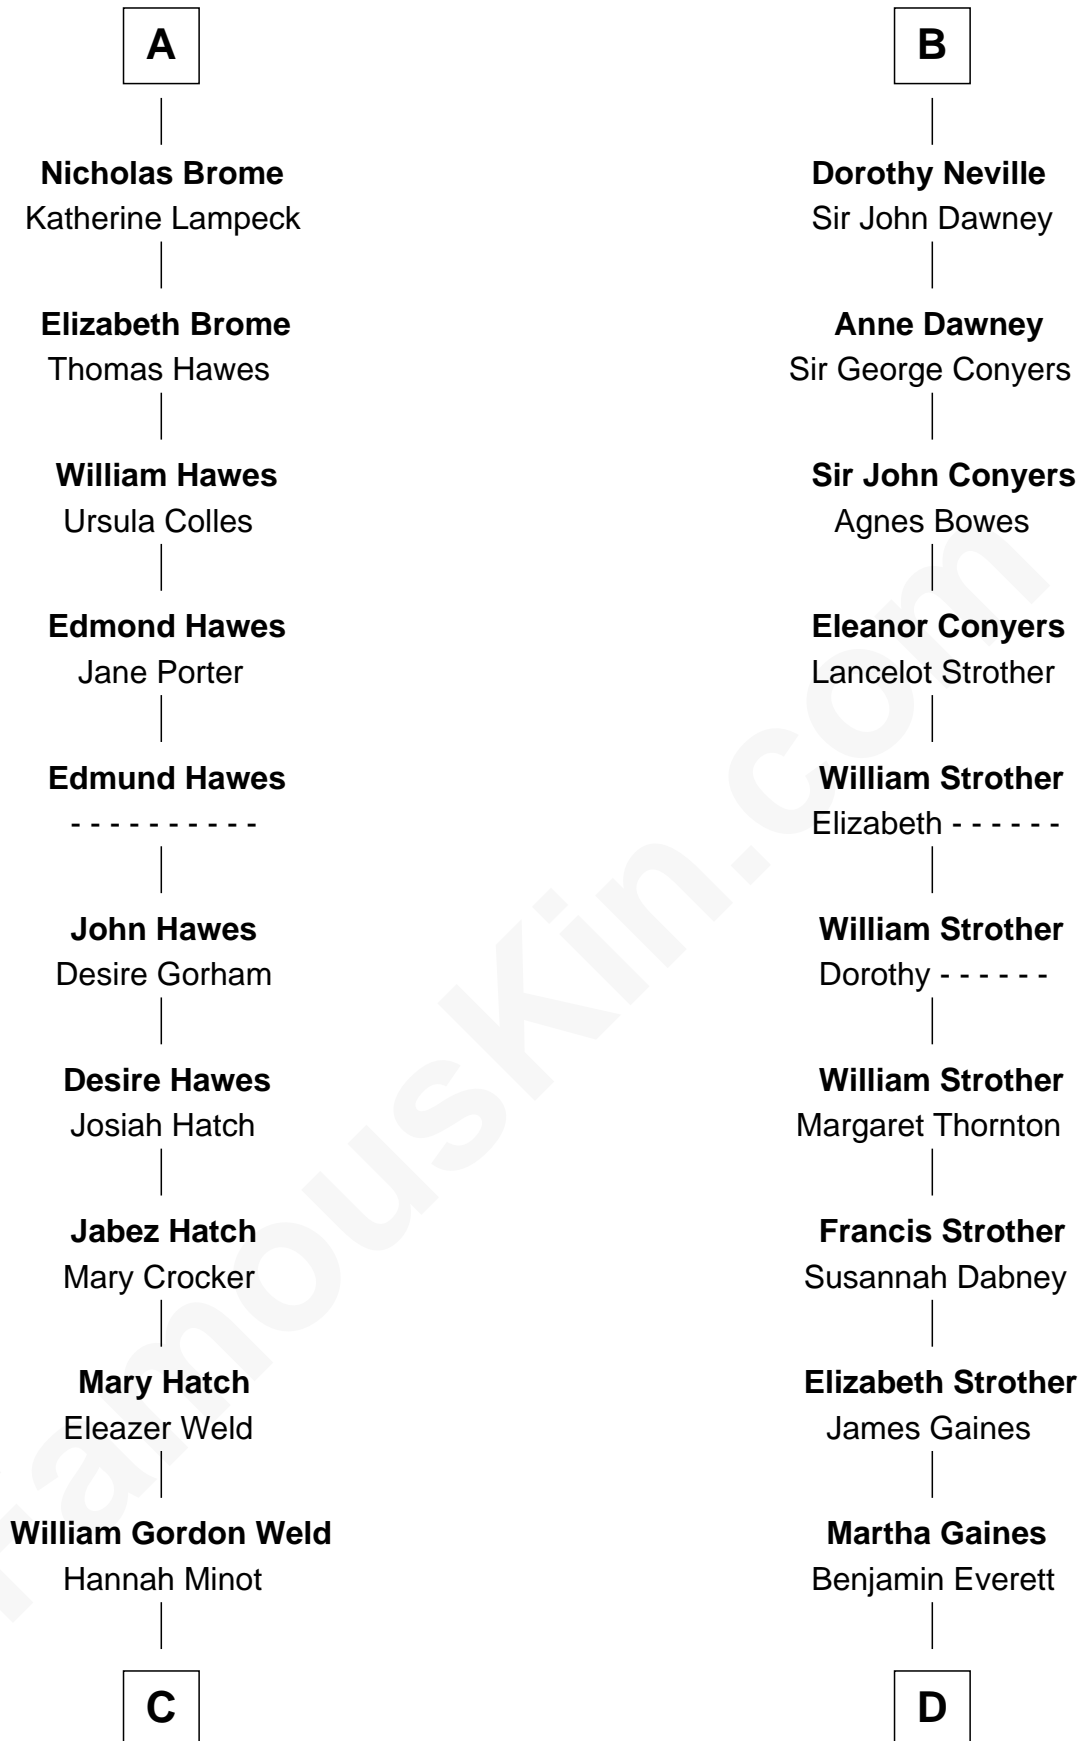 A
B
Nicholas Brome
Katherine Lampeck
Dorothy Neville
Sir John Dawney
Elizabeth Brome
Thomas Hawes
Anne Dawney
Sir George Conyers
William Hawes
Ursula Colles
Sir John Conyers
Agnes Bowes
Edmond Hawes
Jane Porter
Eleanor Conyers
Lancelot Strother
Edmund Hawes
- - - - - - - - - -
William Strother
Elizabeth - - - - - -
John Hawes
Desire Gorham
William Strother
Dorothy - - - - - -
Desire Hawes
Josiah Hatch
William Strother
Margaret Thornton
Jabez Hatch
Mary Crocker
Francis Strother
Susannah Dabney
Mary Hatch
Eleazer Weld
Elizabeth Strother
James Gaines
William Gordon Weld
Hannah Minot
Martha Gaines
Benjamin Everett
C
D
FamousKin.com